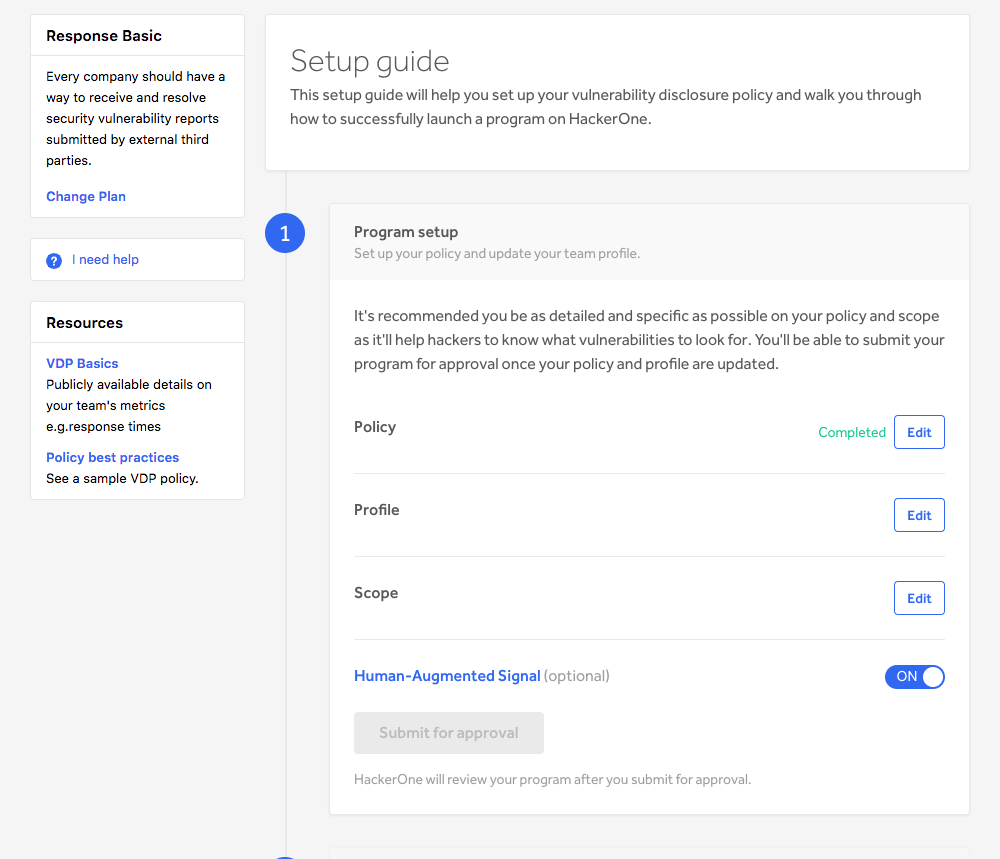 Response Basic
Every company should have a
way to receive and resolve
security vulnerability reports
submitted by external third
parties.
Change Plan
? I need help
Resources
VDP Basics
Publicly available details on
your team's metrics
e.g.response times
Policy best practices
See a sample VDP policy.
Setup guide
This setup guide will help you set up your vulnerability disclosure policy and walk you through
how to successfully launch a program on HackerOne.
1
Program setup
Set up your policy and update your team profile.
It's recommended you be as detailed and specific as possible on your policy and scope
as it'll help hackers to know what vulnerabilities to look for. You'll be able to submit your
program for approval once your policy and profile are updated.
Policy Completed Edit
Profile Edit
Scope Edit
Human-Augmented Signal (optional) ON
Submit for approval
HackerOne will review your program after you submit for approval.